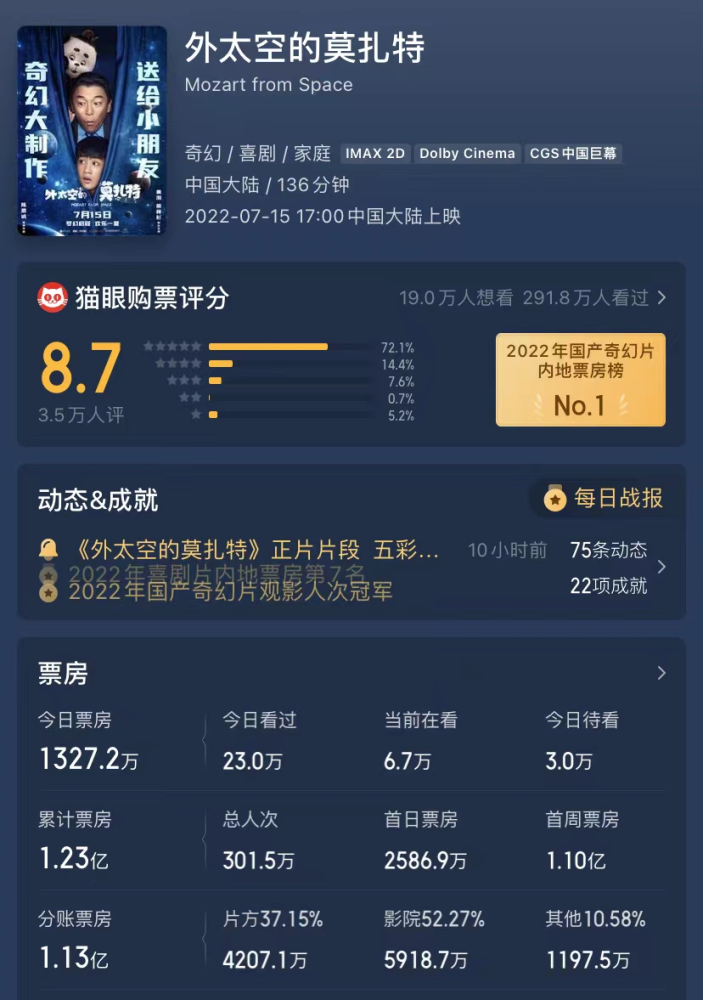 外太空的莫扎特
Mozart from Space
奇幻大制作
送给小朋友
外太空的莫扎特
7月15日
奇幻 / 喜剧 / 家庭 IMAX 2D Dolby Cinema CGS中国巨幕
中国大陆 / 136分钟
2022-07-15 17:00中国大陆上映
猫眼购票评分
19.0万人想看 291.8万人看过
8.7
3.5万人评
72.1%
14.4%
7.6%
0.7%
5.2%
2022年国产奇幻片
内地票房榜
No.1
动态&成就
每日战报
《外太空的莫扎特》正片片段 五彩... 10小时前
2022年喜剧片内地票房第7名
2022年国产奇幻片观影人次冠军
75条动态
22项成就
票房
今日票房 今日看过 当前在看 今日待看
1327.2万 23.0万 6.7万 3.0万
累计票房 总人次 首日票房 首周票房
1.23亿 301.5万 2586.9万 1.10亿
分账票房 片方37.15% 影院52.27% 其他10.58%
1.13亿 4207.1万 5918.7万 1197.5万